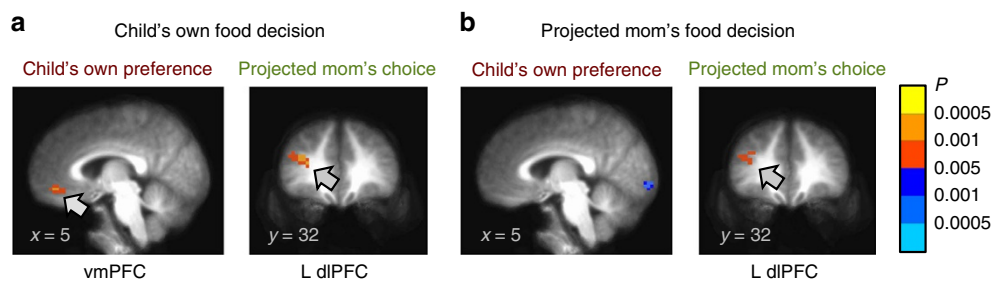 a
Child's own food decision
Child's own preference
Projected mom's choice
x = 5
y = 32
vmPFC
L dlPFC
b
Projected mom's food decision
Child's own preference
Projected mom's choice
x = 5
y = 32
L dlPFC
P
0.0005
0.001
0.005
0.001
0.0005